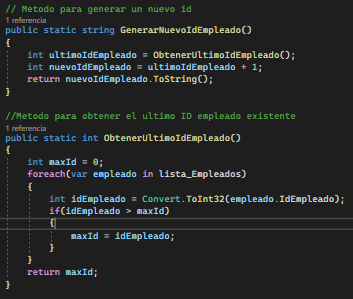 // Metodo para generar un nuevo id
1 referencia
public static string GenerarNuevoIdEmpleado()
{
int ultimoIdEmpleado = ObtenerUltimoIdEmpleado();
int nuevoIdEmpleado = ultimoIdEmpleado + 1;
return nuevoIdEmpleado.ToString();
}
//Metodo para obtener el ultimo ID empleado existente
1 referencia
public static int ObtenerUltimoIdEmpleado()
{
int maxId = 0;
foreach(var empleado in lista_Empleados)
{
int idEmpleado = Convert.ToInt32(empleado.IdEmpleado);
if(idEmpleado > maxId)
{
maxId = idEmpleado;
}
}
return maxId;
}